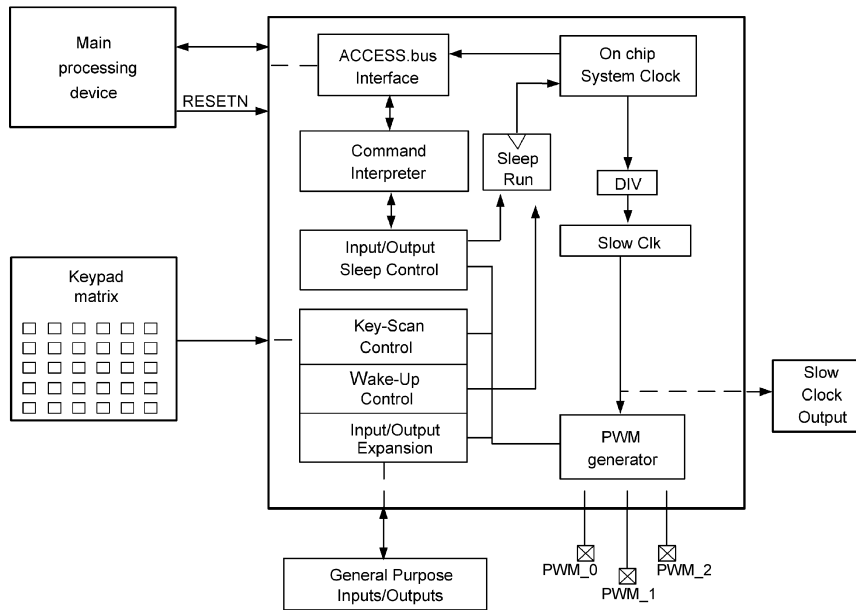 Main
processing
device
RESETN
ACCESS.bus
Interface
On chip
System Clock
Command
Interpreter
Sleep
Run
DIV
Input/Output
Sleep Control
Slow Clk
Keypad
matrix
Key-Scan
Control
Wake-Up
Control
Input/Output
Expansion
PWM
generator
Slow
Clock
Output
PWM_0
PWM_1
PWM_2
General Purpose
Inputs/Outputs